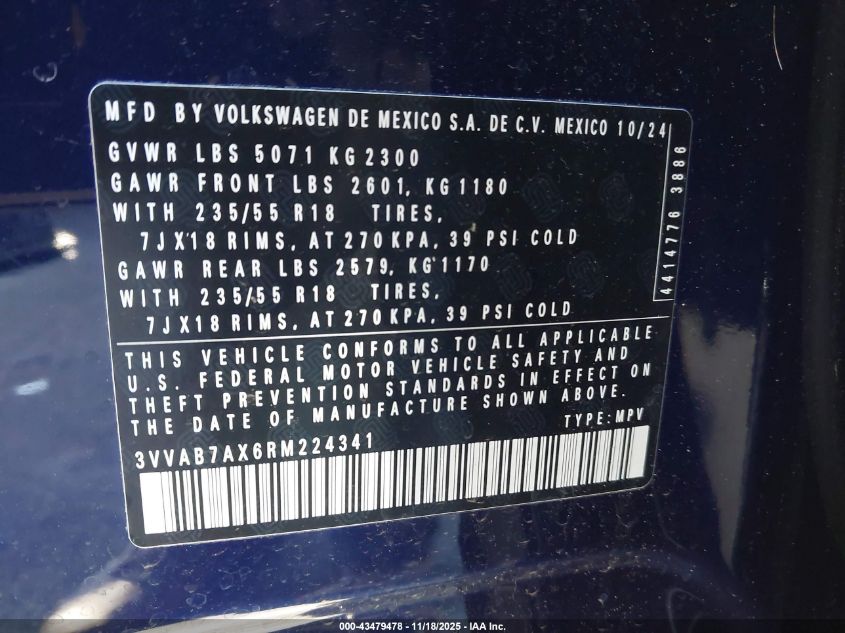 MFD BY VOLKSWAGEN DE MEXICO S.A. DE C.V. MEXICO 10/24
GVWR LBS 5071 KG 2300
GAWR FRONT LBS 2601, KG 1180
WITH 235/55 R18 TIRES,
7JX18 RIMS, AT 270 KPA, 39 PSI COLD
GAWR REAR LBS 2579, KG 1170
WITH 235/55 R18 TIRES,
7JX18 RIMS, AT 270 KPA, 39 PSI COLD
4414776 3886
THIS VEHICLE CONFORMS TO ALL APPLICABLE
U.S. FEDERAL MOTOR VEHICLE SAFETY AND
THEFT PREVENTION STANDARDS IN EFFECT ON
THE DATE OF MANUFACTURE SHOWN ABOVE.
TYPE: MPV
3VVAB7AX6RM224341
000-43479478 - 11/18/2025 - IAA Inc.